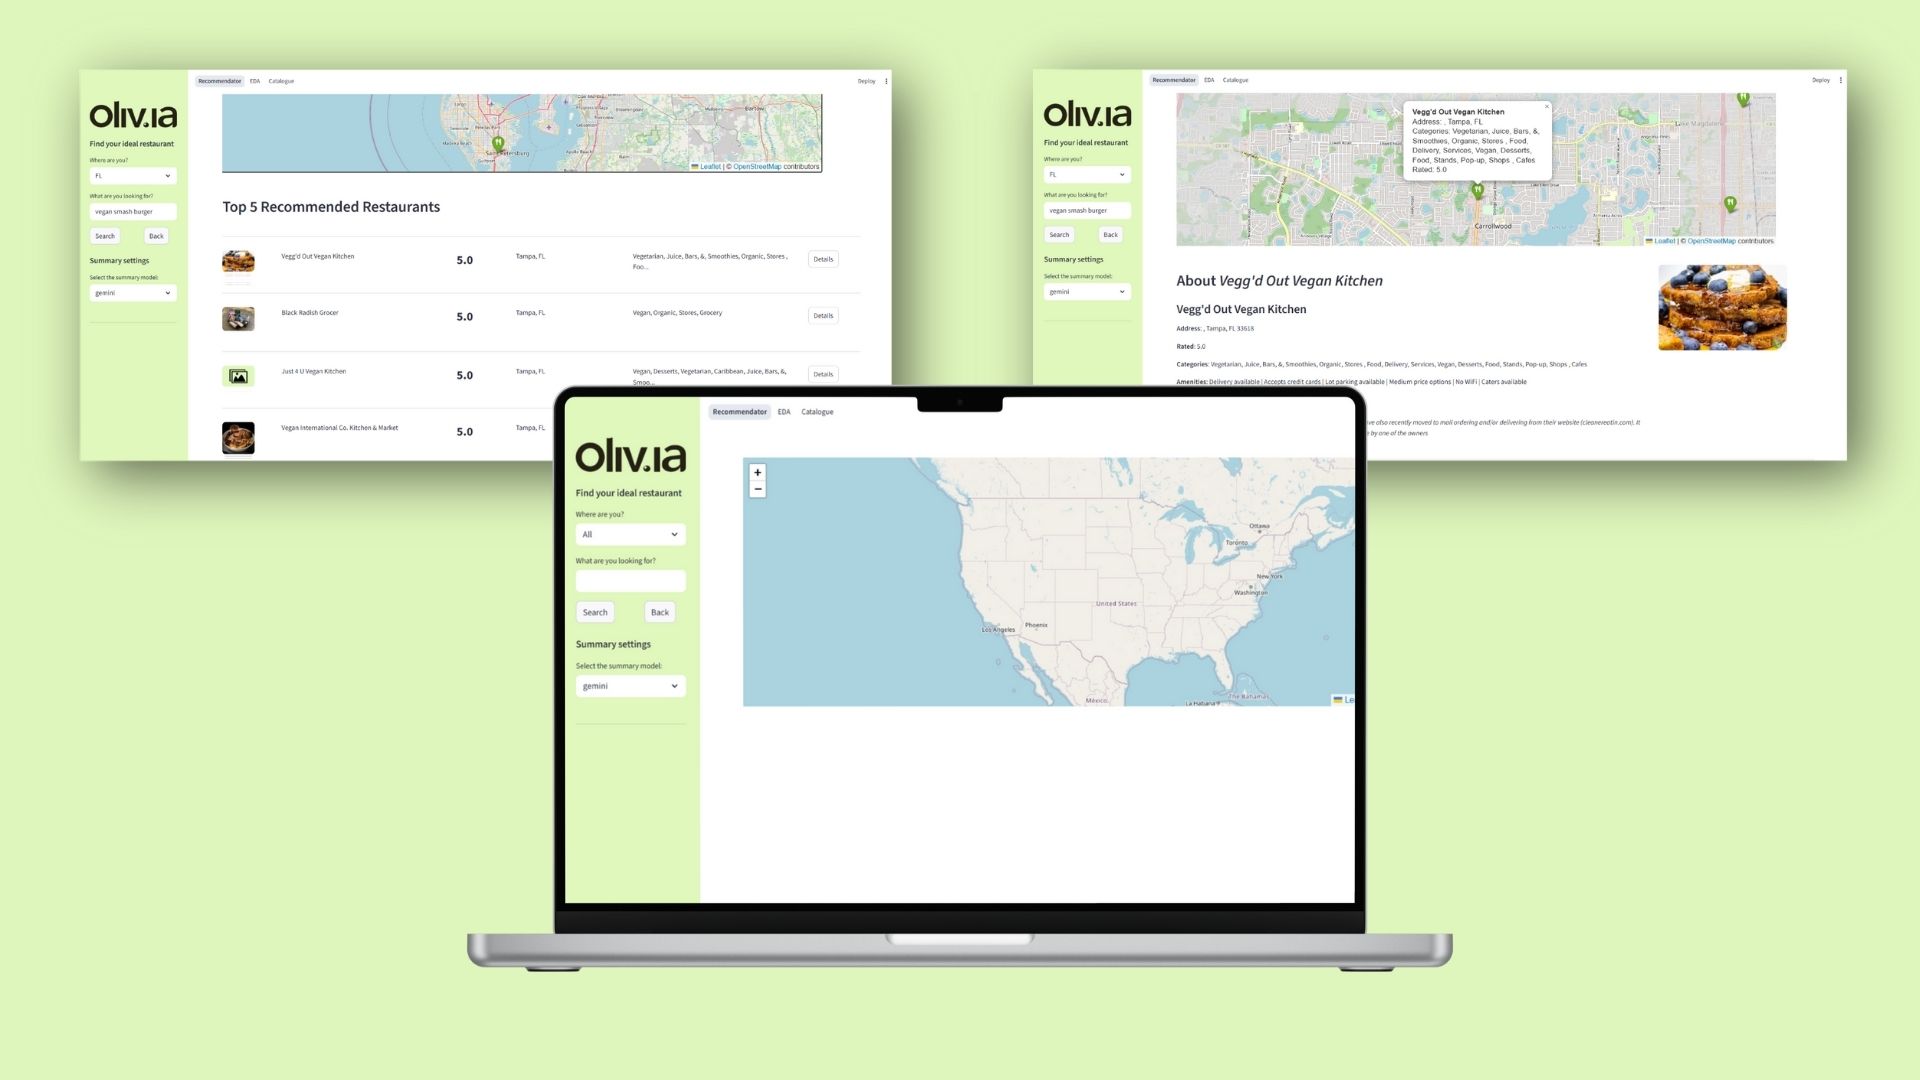 Recommendator EDA Catalogue
Deploy
Oliv.ia
Find your ideal restaurant
Where are you?
FL
What are you looking for?
vegan smash burger
Search Back
Summary settings
Select the summary model:
gemini
Largo
Pinellas Park
Madeira Beach
Saint Petersburg
Gulfport
Apollo Beach
Bartow
Leaflet | © OpenStreetMap contributors
Top 5 Recommended Restaurants
Vegg'd Out Vegan Kitchen 5.0 Tampa, FL Vegetarian, Juice, Bars, &, Smoothies, Organic, Stores ,
Foo... Details
Black Radish Grocer 5.0 Tampa, FL Vegan, Organic, Stores, Grocery Details
Just 4 U Vegan Kitchen 5.0 Tampa, FL Vegan, Desserts, Vegetarian, Caribbean, Juice, Bars, &,
Smoo... Details
Vegan International Co. Kitchen & Market 5.0 Tampa, FL
Recommendator EDA Catalogue
Deploy
Oliv.ia
Find your ideal restaurant
Where are you?
FL
What are you looking for?
vegan smash burger
Search Back
Summary settings
Select the summary model:
gemini
Vegg'd Out Vegan Kitchen
Address: , Tampa, FL
Categories: Vegetarian, Juice, Bars, &,
Smoothies, Organic, Stores , Food,
Delivery, Services, Vegan, Desserts,
Food, Stands, Pop-up, Shops , Cafes
Rated: 5.0
Lake Magdalene
Carrollwood
Leaflet | © OpenStreetMap contributors
About Vegg'd Out Vegan Kitchen
Vegg'd Out Vegan Kitchen
Address: , Tampa, FL 33618
Rated: 5.0
Categories: Vegetarian, Juice, Bars, &, Smoothies, Organic, Stores , Food, Delivery, Services, Vegan, Desserts, Food, Stands, Pop-up, Shops , Cafes
Amenities: Delivery available | Accepts credit cards | Lot parking available | Medium price options | No WiFi | Caters available
ve also recently moved to mail ordering and/or delivering from their website (cleanereatin.com). It
by one of the owners
Recommendator EDA Catalogue
Oliv.ia
Find your ideal restaurant
Where are you?
All
What are you looking for?
Search Back
Summary settings
Select the summary model:
gemini
+
−
Ottawa
Toronto
New York
Washington
United States
Los Angeles
Phoenix
México
The Bahamas
La Habana
Le